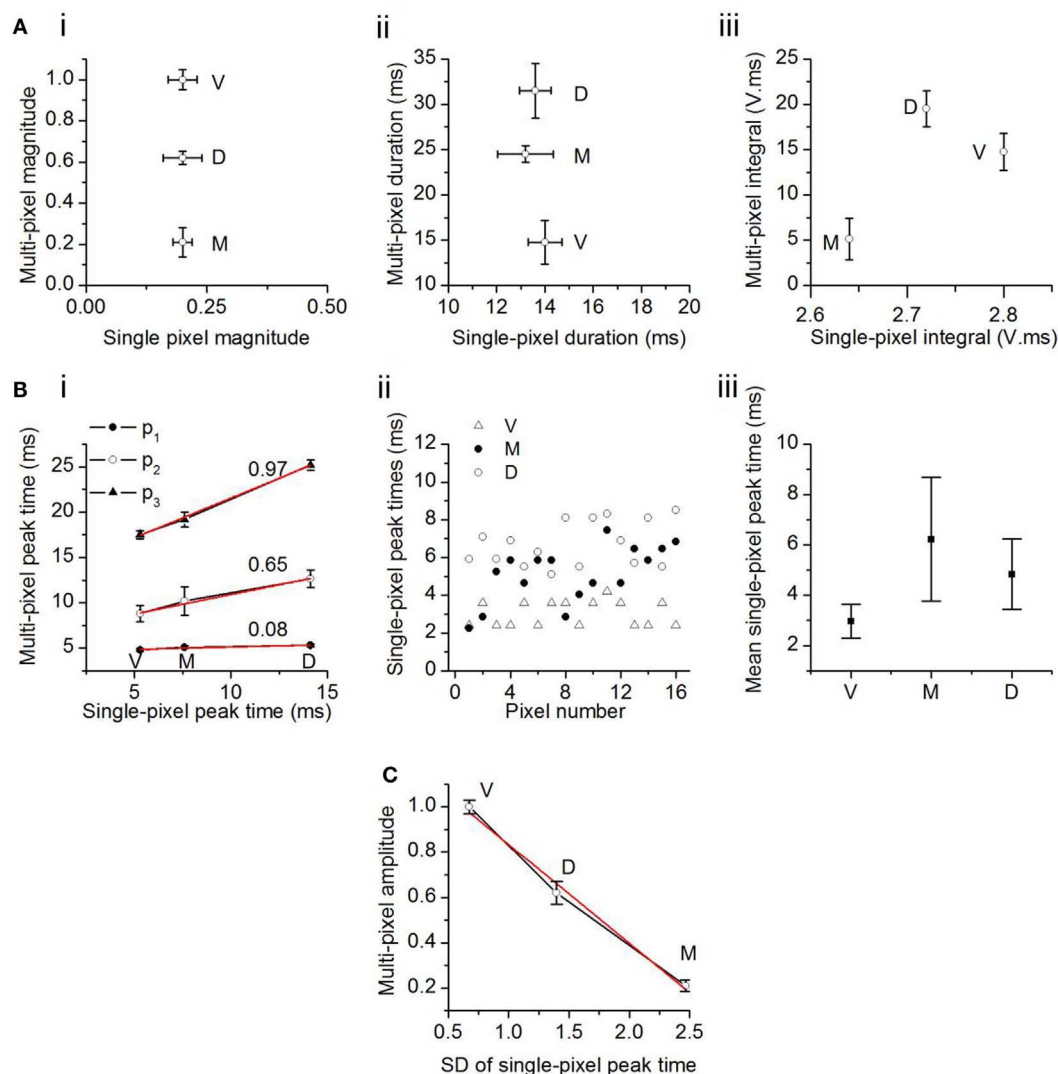 A
i
Multi-pixel magnitude
1.0
0.8
0.6
0.4
0.2
0.0
V
D
M
0.00 0.25 0.50
Single pixel magnitude
ii
Multi-pixel duration (ms)
35
30
25
20
15
10
D
M
V
10 12 14 16 18 20
Single-pixel duration (ms)
iii
Multi-pixel integral (V.ms)
25
20
15
10
5
0
D
V
M
2.6 2.7 2.8
Single-pixel integral (V.ms)
B
i
Multi-pixel peak time (ms)
25
20
15
10
5
p1
p2
p3
0.97
0.65
0.08
V M D
5 10 15
Single-pixel peak time (ms)
ii
Single-pixel peak times (ms)
12
10
8
6
4
2
0
V
M
D
0 4 8 12 16
Pixel number
iii
Mean single-pixel peak time (ms)
10
8
6
4
2
V M D
C
Multi-pixel amplitude
1.0
0.8
0.6
0.4
0.2
V
D
M
0.5 1.0 1.5 2.0 2.5
SD of single-pixel peak time